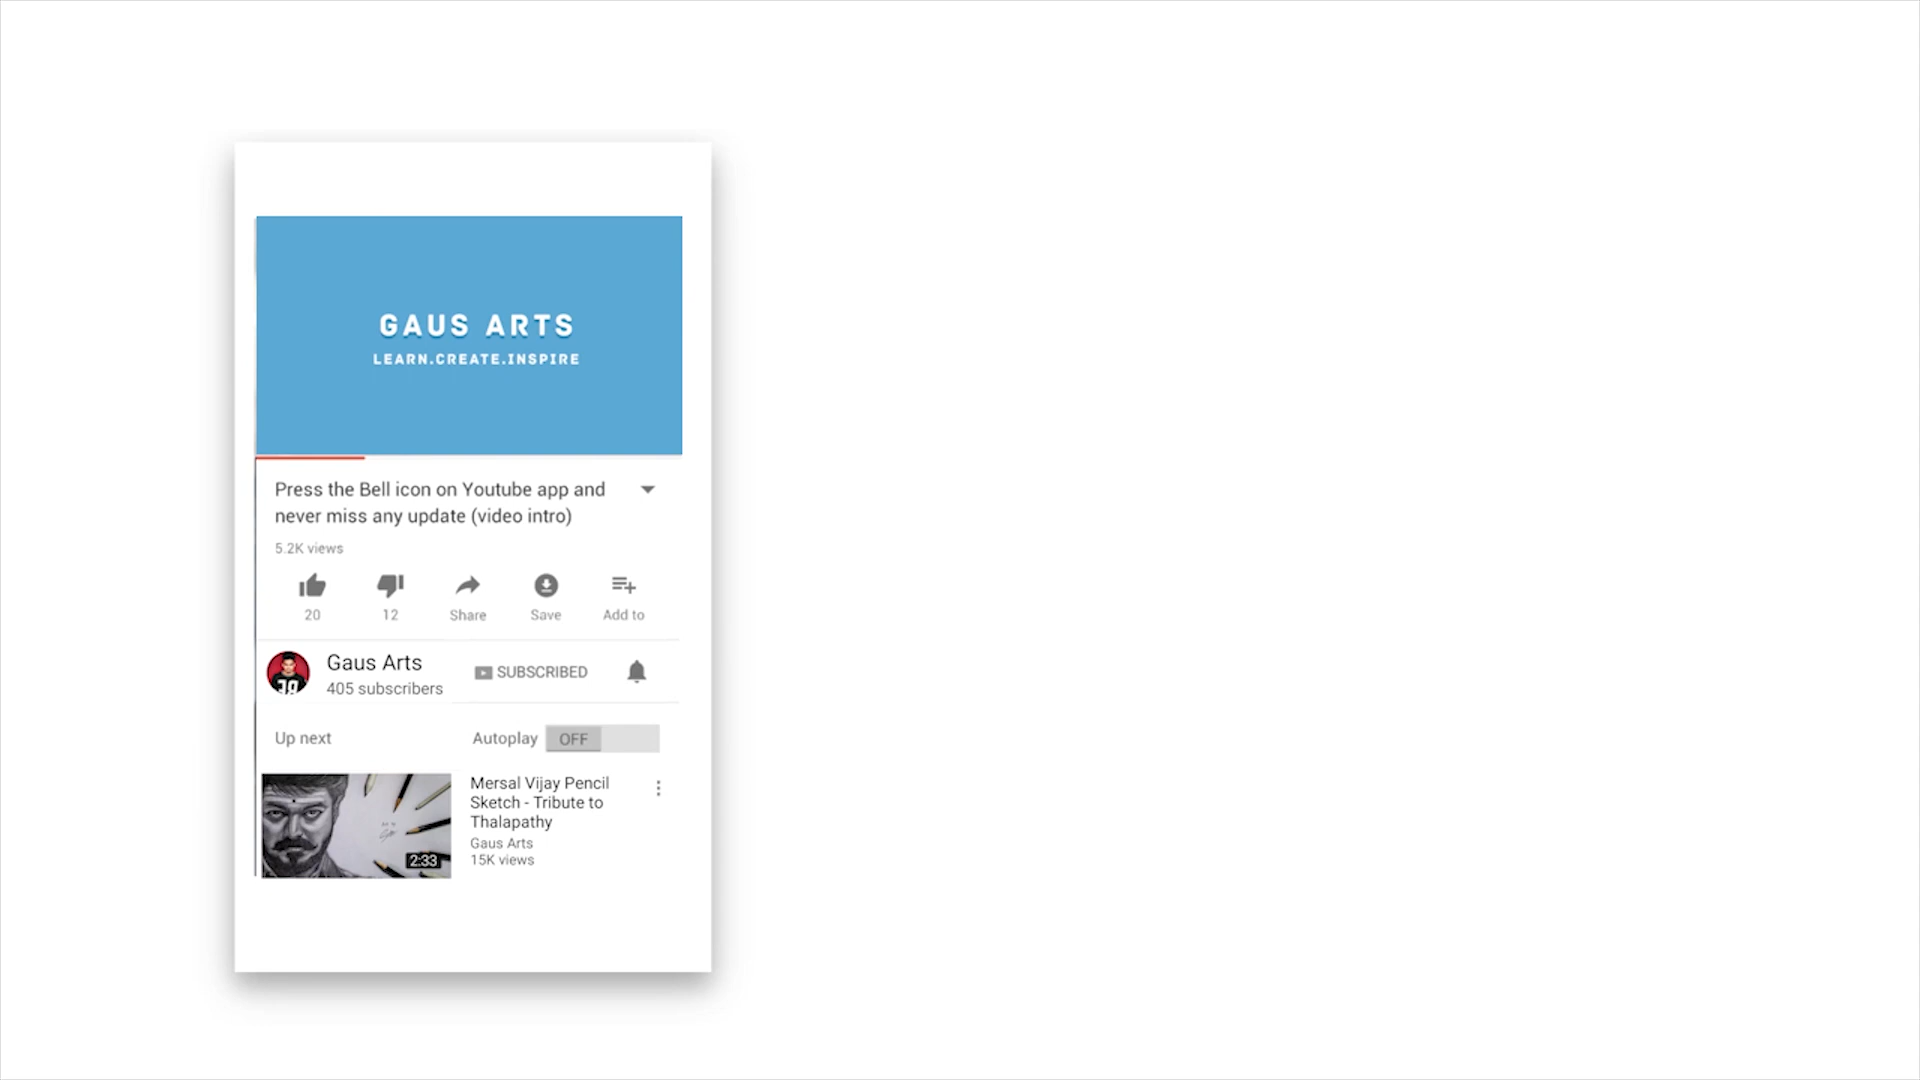 GAUS ARTS
LEARN.CREATE.INSPIRE
Press the Bell icon on Youtube app and
never miss any update (video intro)
5.2K views
20
12
Share
Save
Add to
Gaus Arts
405 subscribers
SUBSCRIBED
Up next
Autoplay
OFF
2:33
Mersal Vijay Pencil
Sketch - Tribute to
Thalapathy
Gaus Arts
15K views